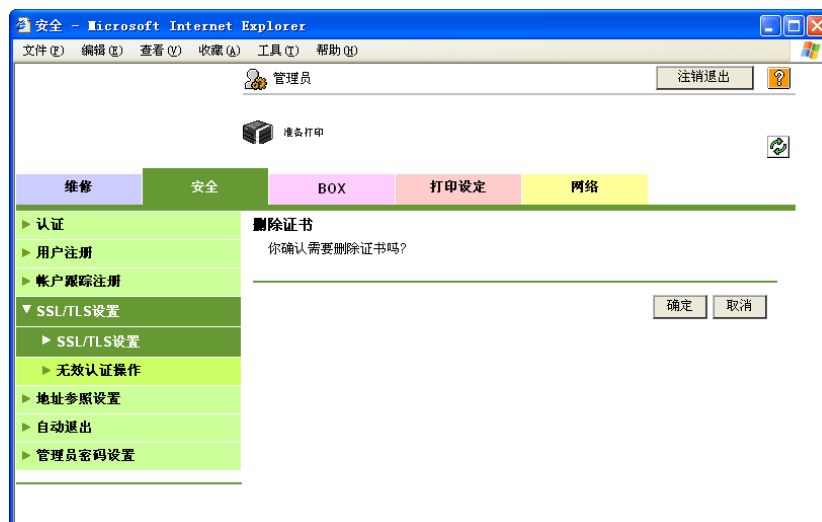 安全 - Microsoft Internet Explorer
文件(F) 编辑(E) 查看(V) 收藏(A) 工具(T) 帮助(H)
管理员 注销退出 ?
准备打印
维修 安全 BOX 打印设定 网络
认证
用户注册
帐户跟踪注册
SSL/TLS设置
SSL/TLS设置
无效认证操作
地址参照设置
自动退出
管理员密码设置
删除证书
你确认需要删除证书吗?
确定 取消